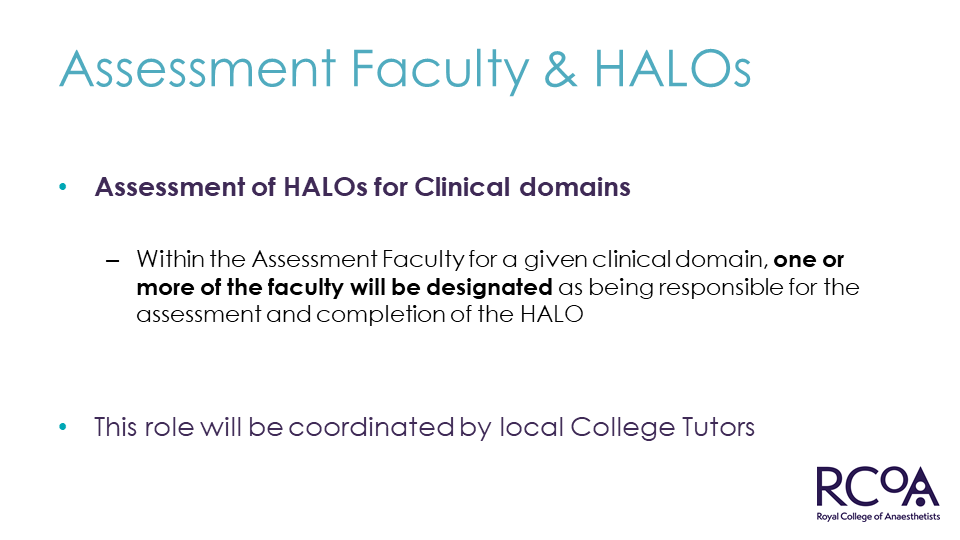 Assessment Faculty & HALOs
• Assessment of HALOs for Clinical domains
– Within the Assessment Faculty for a given clinical domain, one or
more of the faculty will be designated as being responsible for the
assessment and completion of the HALO
• This role will be coordinated by local College Tutors
RCOA
Royal College of Anaesthetists